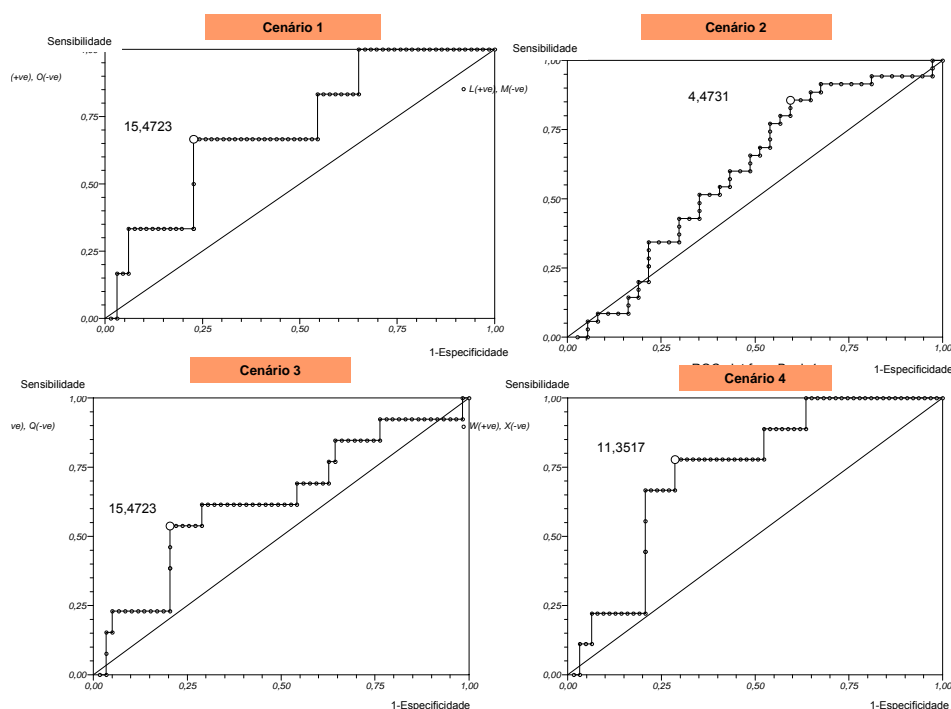 Cenário 1
Sensibilidade
(+ve), O(-ve)
15,4723
0,75
0,50
0,25
0,00
0,00
0,25
0,50
0,75
1,00
1-Especificidade
Cenário 2
Sensibilidade
L(+ve), M(-ve)
4,4731
1,00
0,75
0,50
0,25
0,00
0,00
0,25
0,50
0,75
1,00
1-Especificidade
Cenário 3
Sensibilidade
ve), Q(-ve)
15,4723
1,00
0,75
0,50
0,25
0,00
0,00
0,25
0,50
0,75
1,00
1-Especificidade
Cenário 4
Sensibilidade
W(+ve), X(-ve)
11,3517
1,00
0,75
0,50
0,25
0,00
0,00
0,25
0,50
0,75
1,00
1-Especificidade